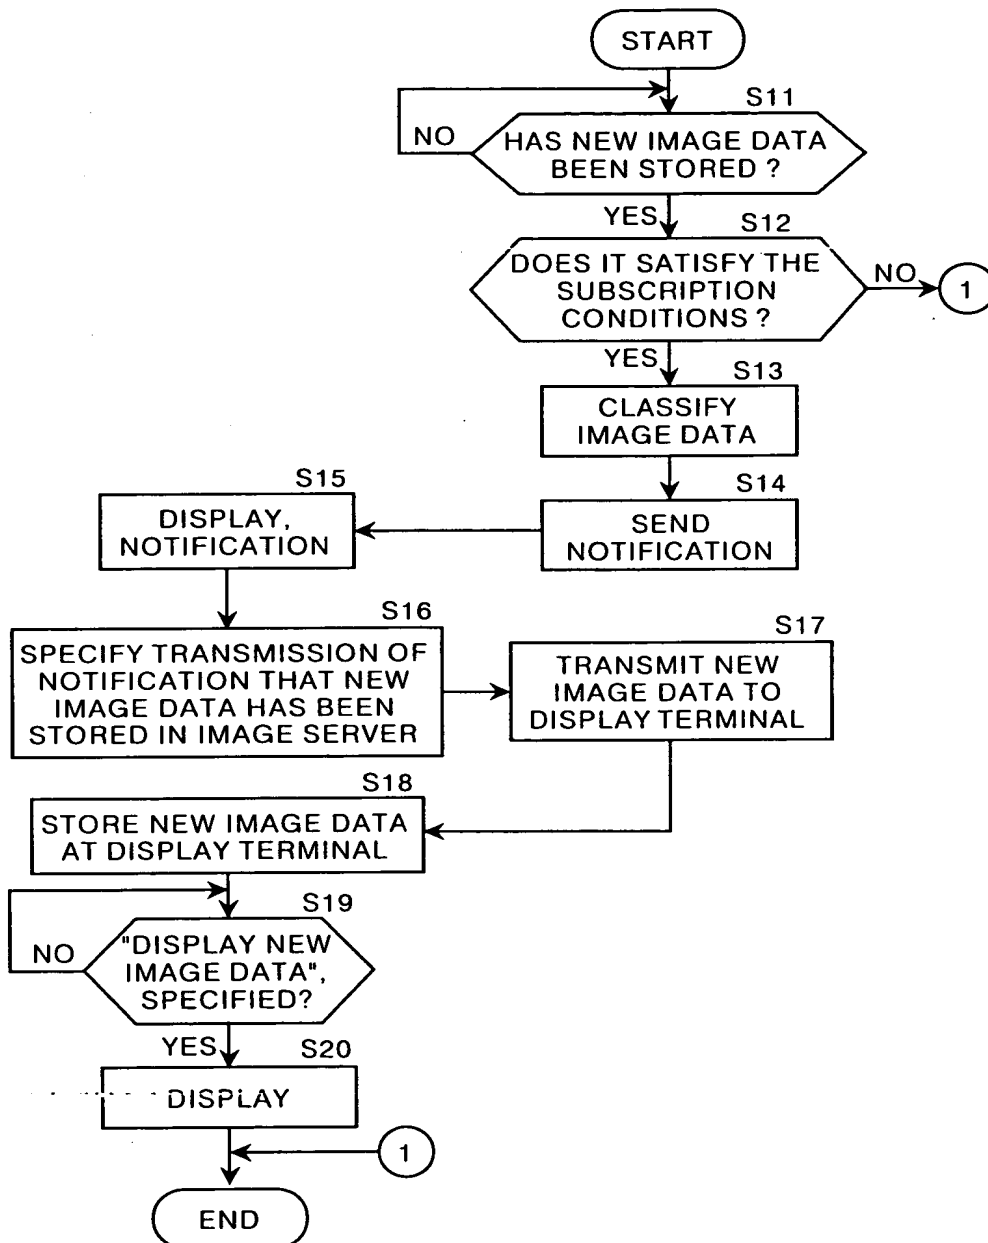 START
S11
NO
HAS NEW IMAGE DATA
BEEN STORED ?
YES
S12
DOES IT SATISFY THE
SUBSCRIPTION
CONDITIONS ?
NO
1
YES
S13
CLASSIFY
IMAGE DATA
S14
SEND
NOTIFICATION
S15
DISPLAY,
NOTIFICATION
S16
SPECIFY TRANSMISSION OF
NOTIFICATION THAT NEW
IMAGE DATA HAS BEEN
STORED IN IMAGE SERVER
S17
TRANSMIT NEW
IMAGE DATA TO
DISPLAY TERMINAL
S18
STORE NEW IMAGE DATA
AT DISPLAY TERMINAL
S19
NO
"DISPLAY NEW
IMAGE DATA",
SPECIFIED?
YES
S20
DISPLAY
1
END